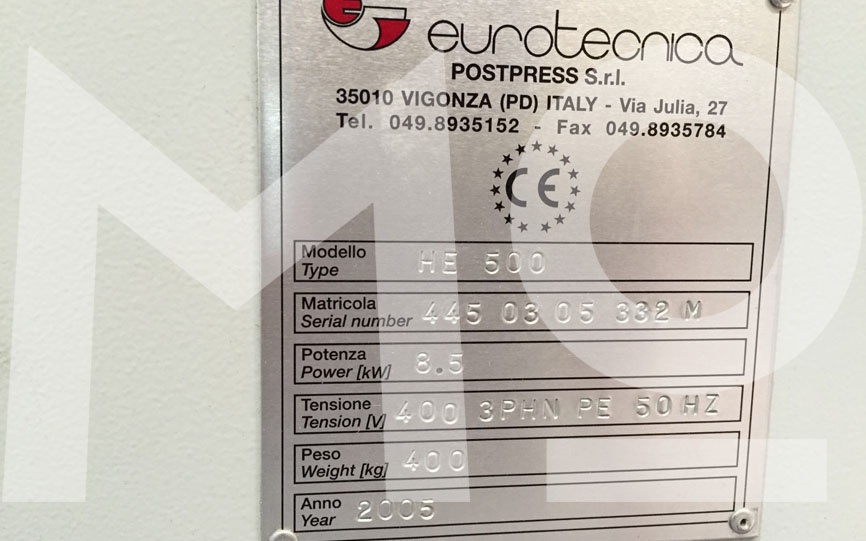 eurotecnica
POSTPRESS S.r.l.
35010 VIGONZA (PD) ITALY - Via Julia, 27
Tel. 049.8935152 - Fax 049.8935784
CE
Modello
Type
HE 500
Matricola
Serial number
445 03 05 332 M
Potenza
Power [kW]
8.5
Tensione
Tension [V]
400 3PHN PE 50 HZ
Peso
Weight [kg]
400
Anno
Year
2005